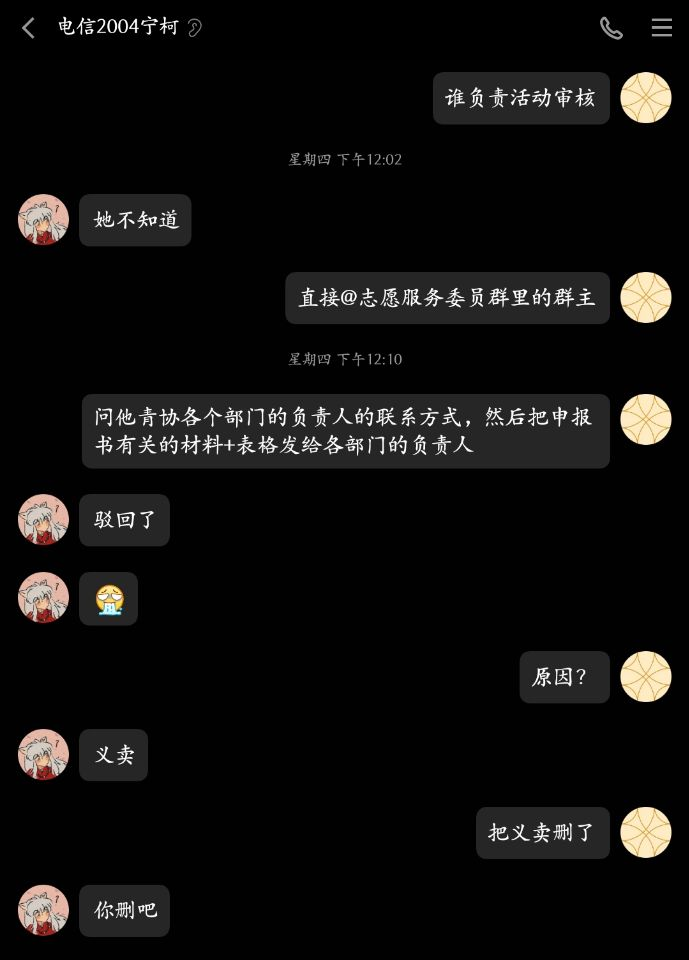 电信2004宁柯
谁负责活动审核
星期四 下午12:02
她不知道
直接@志愿服务委员群里的群主
星期四 下午12:10
问他青协各个部门的负责人的联系方式，然后把申报
书有关的材料+表格发给各部门的负责人
驳回了
原因？
义卖
把义卖删了
你删吧